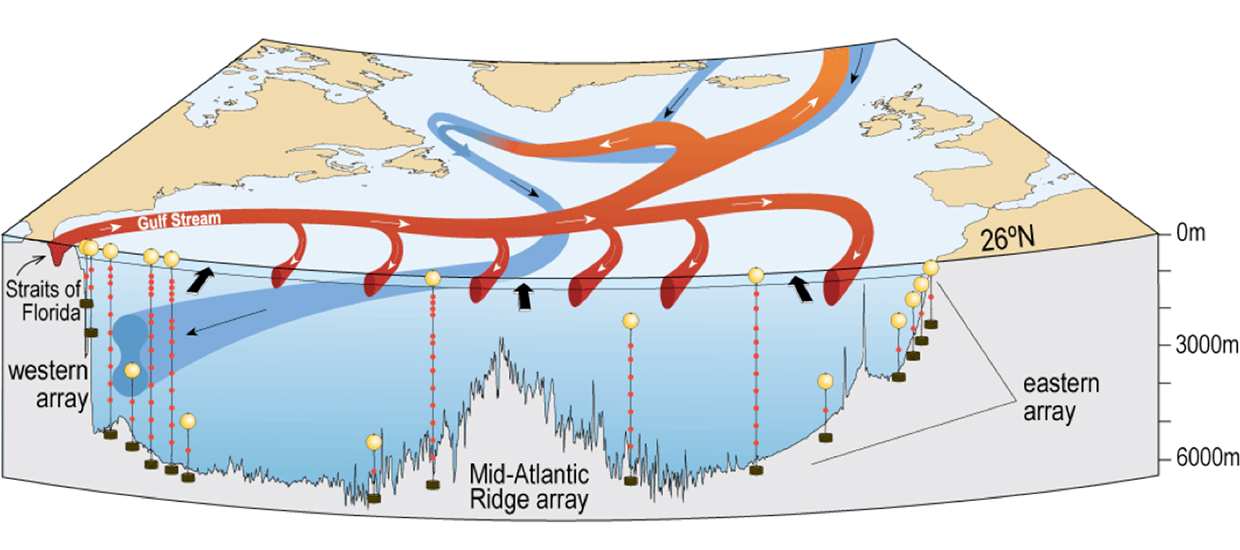 Gulf Stream
26ºN
0m
Straits of
Florida
3000m
western
array
eastern
array
6000m
Mid-Atlantic
Ridge array